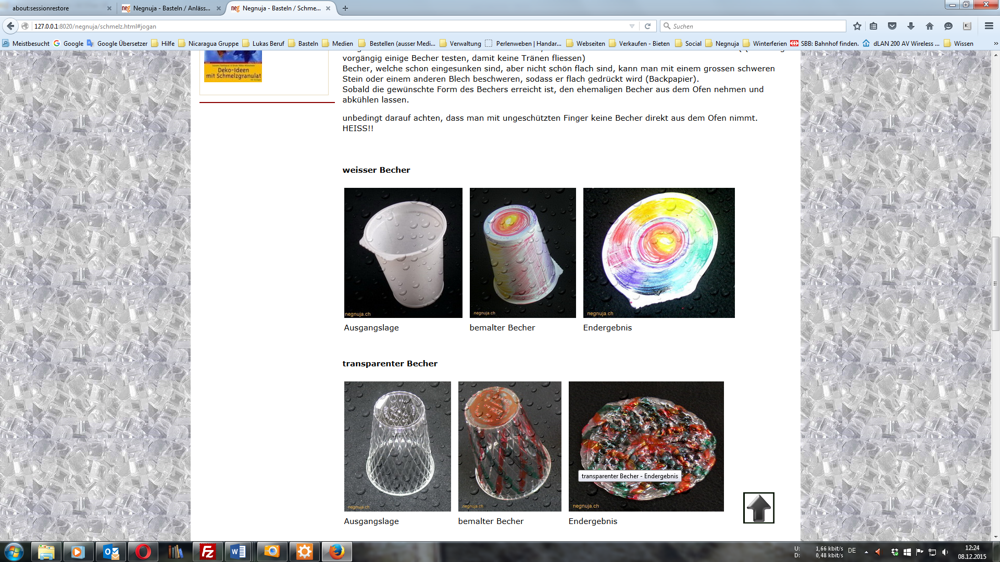 about:sessionrestore
Negnuja - Basteln / Anläss...
Negnuja - Basteln / Schme...
127.0.0.1:8020/negnuja/schmelz.html#jogan
Suchen
Meistbesucht Google Google Übersetzer Hilfe Nicaragua Gruppe Lukas Beruf Basteln Medien Bestellen (ausser Medi... Verwaltung Perlenweben | Handar... Webseiten Verkaufen - Bieten Social Negnuja Winterferien SBB: Bahnhof finden. dLAN 200 AV Wireless ... Wissen »
Deko-Ideen
mit Schmelzgranulat
vorgängig einige Becher testen, damit keine Tränen fliessen)
Becher, welche schon eingesunken sind, aber nicht schön flach sind, kann man mit einem grossen schweren
Stein oder einem anderen Blech beschweren, sodass er flach gedrückt wird (Backpapier).
Sobald die gewünschte Form des Bechers erreicht ist, den ehemaligen Becher aus dem Ofen nehmen und
abkühlen lassen.
unbedingt darauf achten, dass man mit ungeschützten Finger keine Becher direkt aus dem Ofen nimmt.
HEISS!!
weisser Becher
negnuja.ch
negnuja.ch
negnuja.ch
Ausgangslage
bemalter Becher
Endergebnis
transparenter Becher
transparenter Becher - Endergebnis
negnuja.ch
negnuja.ch
negnuja.ch
Ausgangslage
bemalter Becher
Endergebnis
U: 1,66 kbit/s
D: 0,48 kbit/s
DE
12:24
08.12.2015